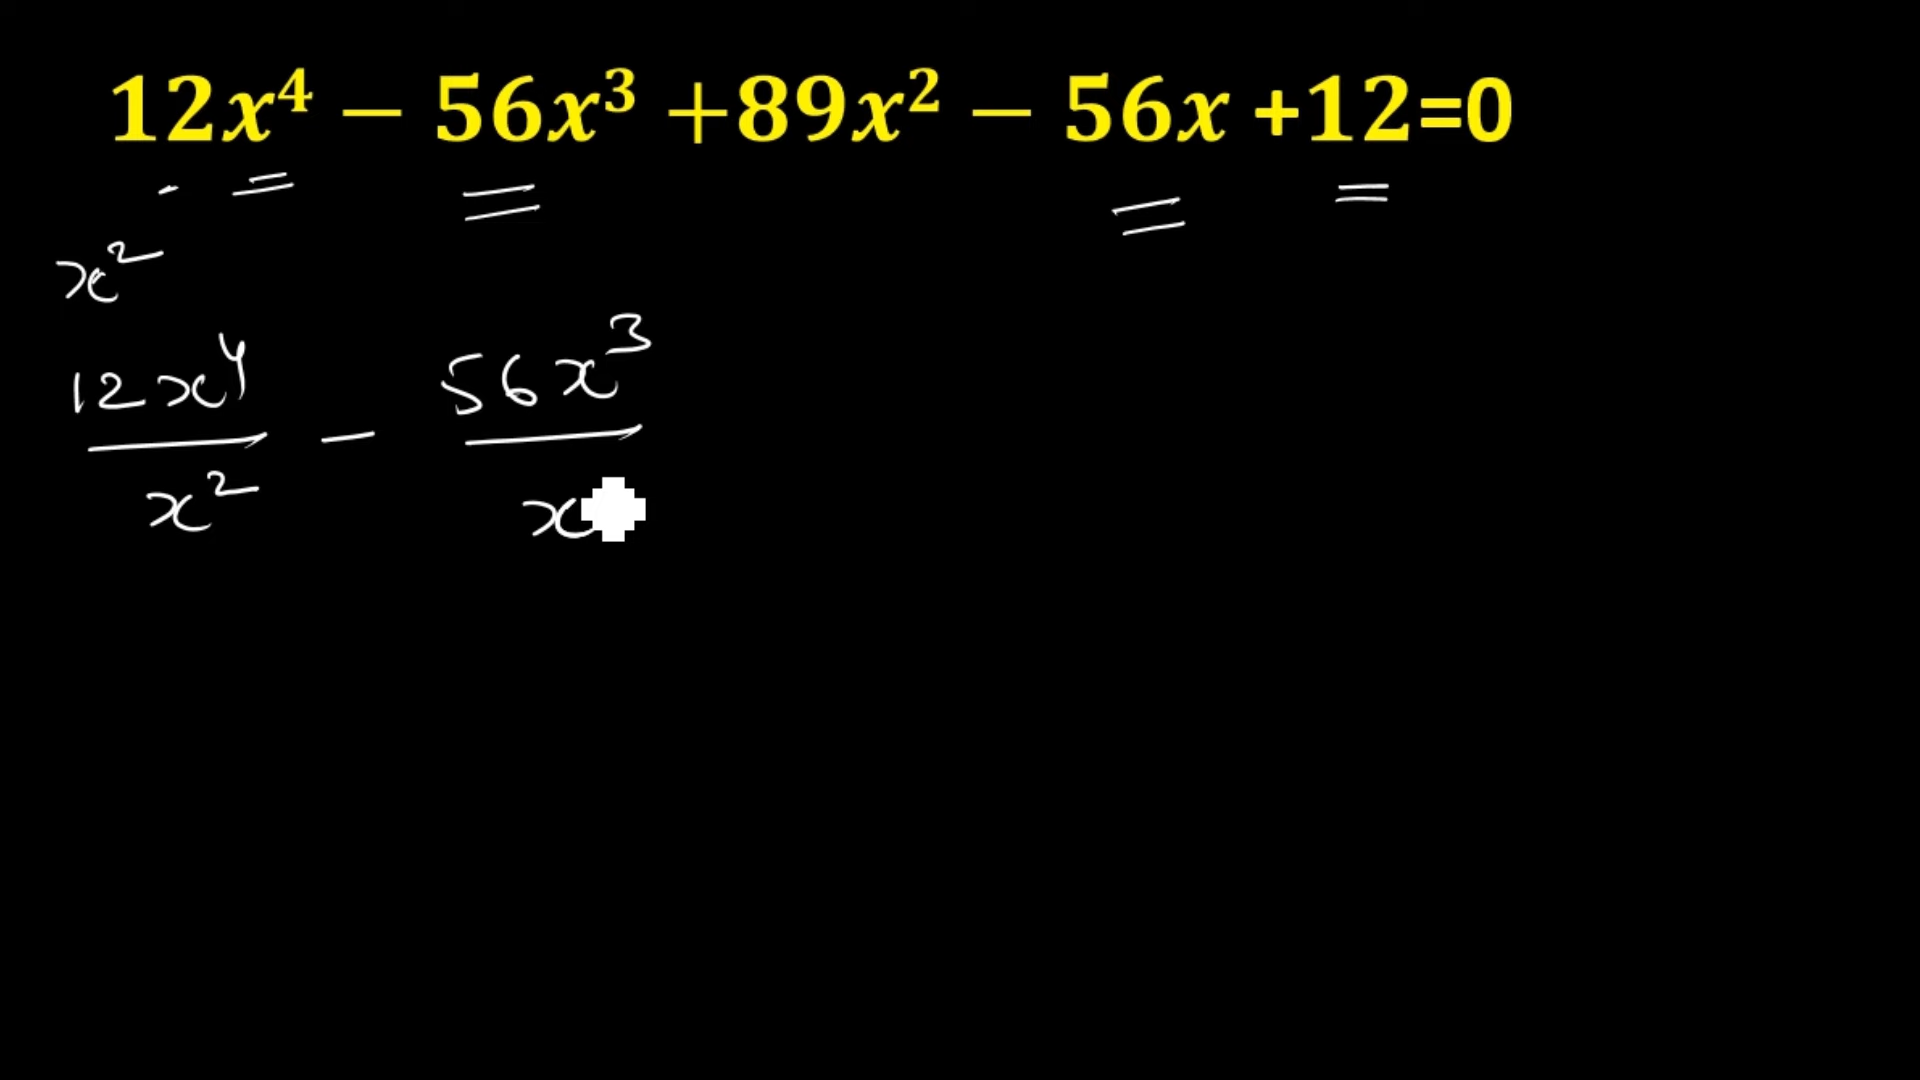 12x⁴ − 56x³ +89x² − 56x +12=0
x²
12x⁴ − 56x³
x² x